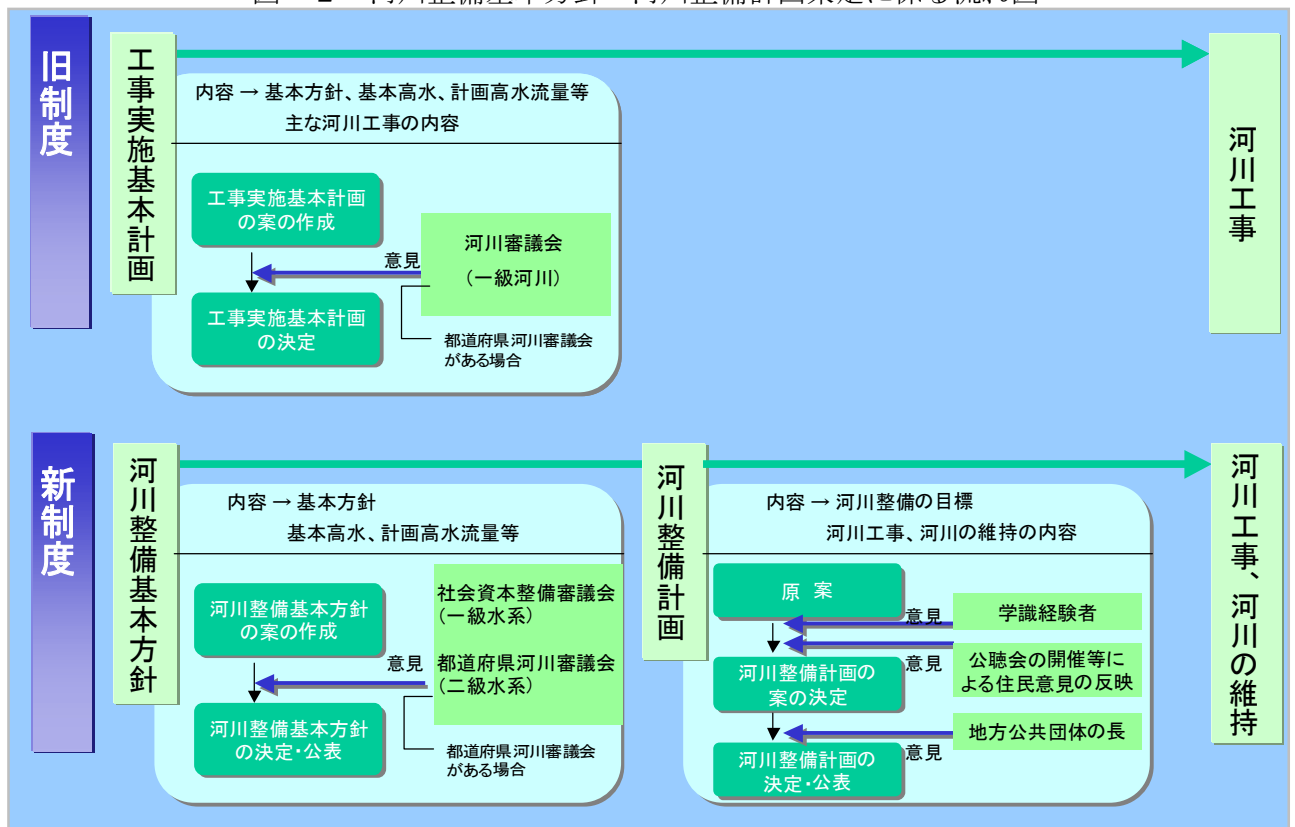 旧制度
工事実施基本計画
内容 → 基本方針、基本高水、計画高水流量等
主な河川工事の内容
工事実施基本計画
の案の作成
意見
河川審議会
(一級河川)
工事実施基本計画
の決定
都道府県河川審議会
がある場合
河川工事
新制度
河川整備基本方針
内容 → 基本方針
基本高水、計画高水流量等
河川整備基本方針
の案の作成
意見
社会資本整備審議会
(一級水系)
都道府県河川審議会
(二級水系)
河川整備基本方針
の決定・公表
都道府県河川審議会
がある場合
河川整備計画
内容 → 河川整備の目標
河川工事、河川の維持の内容
原 案
意見
学識経験者
河川整備計画の
案の決定
意見
公聴会の開催等に
よる住民意見の反映
地方公共団体の長
意見
河川整備計画の
決定・公表
河川工事、河川の維持